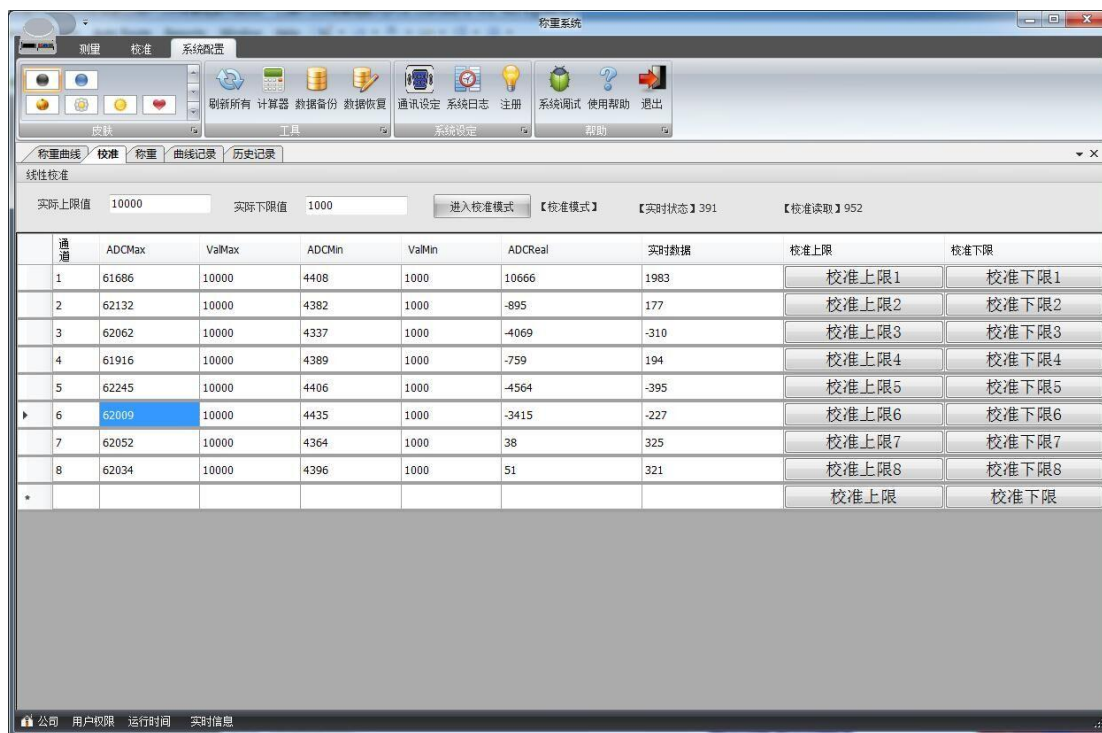 称重系统
测量 校准 系统配置
刷新所有 计算器 数据备份 数据恢复 通讯设定 系统日志 注册 系统调试 使用帮助 退出
皮肤 工具 系统设定 帮助
称重曲线 校准 称重 曲线记录 历史记录
线性校准
实际上限值 10000 实际下限值 1000 进入校准模式 【校准模式】 【实时状态】391 【校准读取】952
通道 ADCMax ValMax ADCMin ValMin ADCReal 实时数据 校准上限 校准下限
1 61686 10000 4408 1000 10666 1983 校准上限1 校准下限1
2 62132 10000 4382 1000 -895 177 校准上限2 校准下限2
3 62062 10000 4337 1000 -4069 -310 校准上限3 校准下限3
4 61916 10000 4389 1000 -759 194 校准上限4 校准下限4
5 62245 10000 4406 1000 -4564 -395 校准上限5 校准下限5
6 62009 10000 4435 1000 -3415 -227 校准上限6 校准下限6
7 62052 10000 4364 1000 38 325 校准上限7 校准下限7
8 62034 10000 4396 1000 51 321 校准上限8 校准下限8
校准上限 校准下限
公司 用户权限 运行时间 实时信息